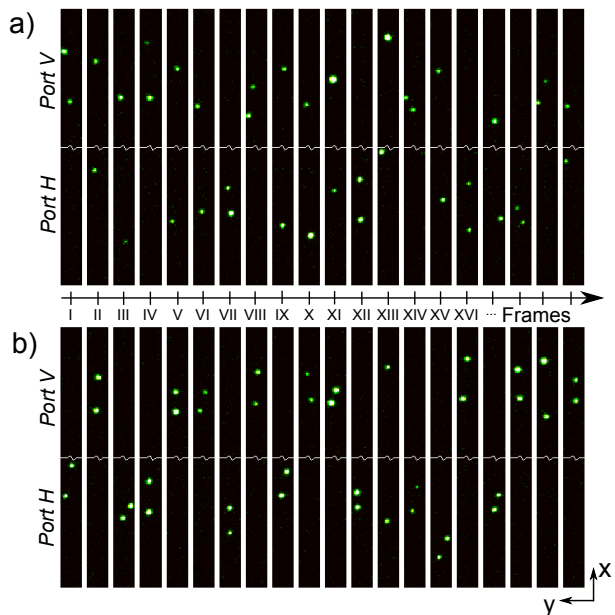 a)
Port V
Port H
I II III IV V VI VII VIII IX X XI XII XIII XIV XV XVI ... Frames
b)
Port V
Port H
x
y